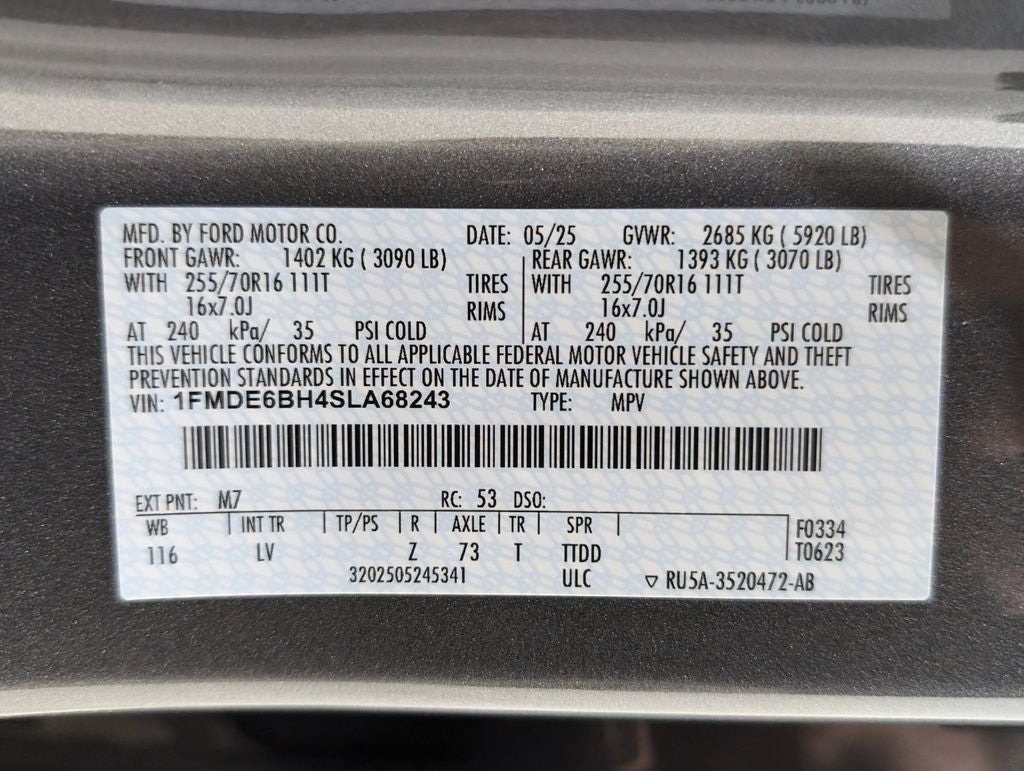 MFD. BY FORD MOTOR CO. DATE: 05/25 GVWR: 2685 KG ( 5920 LB)
FRONT GAWR: 1402 KG ( 3090 LB) REAR GAWR: 1393 KG ( 3070 LB)
WITH 255/70R16 111T TIRES WITH 255/70R16 111T TIRES
16x7.0J RIMS 16x7.0J RIMS
AT 240 kPa/ 35 PSI COLD AT 240 kPa/ 35 PSI COLD
THIS VEHICLE CONFORMS TO ALL APPLICABLE FEDERAL MOTOR VEHICLE SAFETY AND THEFT
PREVENTION STANDARDS IN EFFECT ON THE DATE OF MANUFACTURE SHOWN ABOVE.
VIN: 1FMDE6BH4SLA68243 TYPE: MPV
EXT PNT: M7 RC: 53 DSO:
WB INT TR TP/PS R AXLE TR SPR F0334
116 LV Z 73 T TTDD T0623
3202505245341 ULC ▽ RU5A-3520472-AB